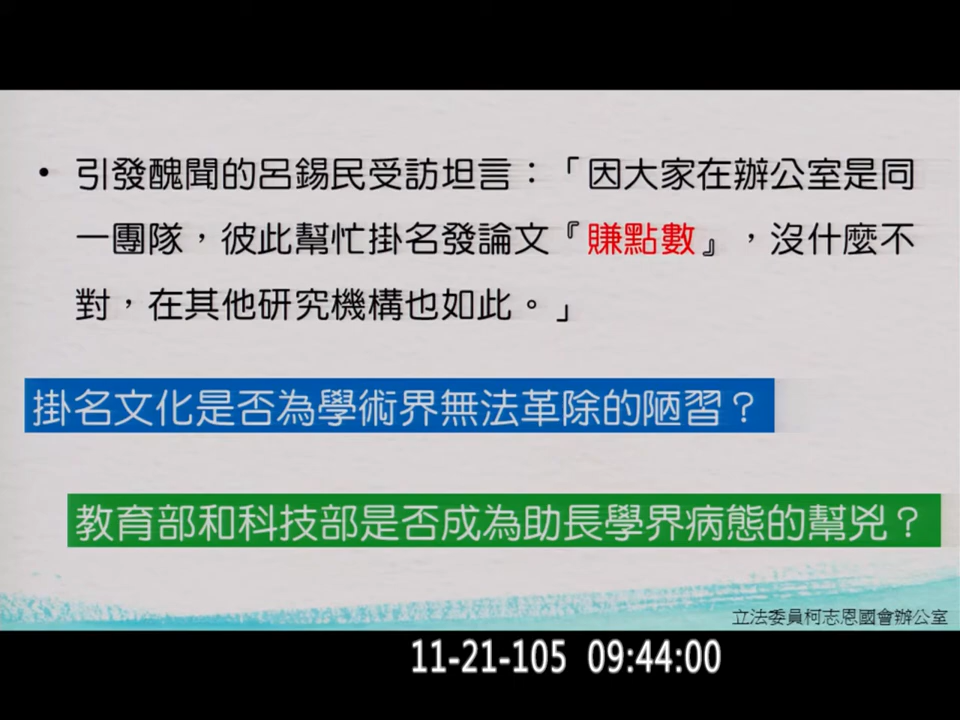 • 引發醜聞的呂錫民受訪坦言：「因大家在辦公室是同
一團隊，彼此幫忙掛名發論文『賺點數』，沒什麼不
對，在其他研究機構也如此。」
掛名文化是否為學術界無法革除的陋習？
教育部和科技部是否成為助長學界病態的幫兇？
立法委員柯志恩國會辦公室
11-21-105 09:44:00